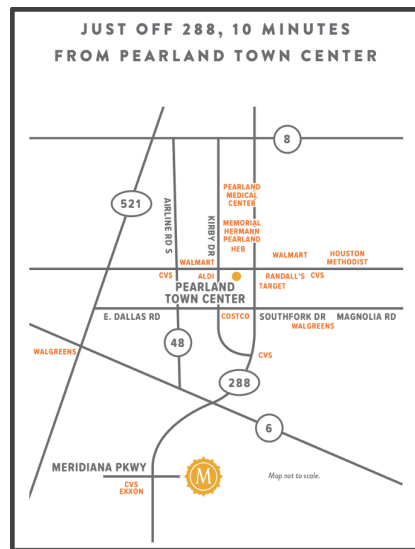 JUST OFF 288, 10 MINUTES
FROM PEARLAND TOWN CENTER
8
PEARLAND
MEDICAL
CENTER
521
AIRLINE RD S
KIRBY DR
MEMORIAL
HERMANN
PEARLAND
HEB
WALMART
HOUSTON
METHODIST
WALMART
CVS
ALDI
RANDALL'S
CVS
TARGET
PEARLAND
TOWN CENTER
E. DALLAS RD
COSTCO
SOUTHFORK DR
MAGNOLIA RD
WALGREENS
48
WALGREENS
CVS
288
6
MERIDIANA PKWY
M
Map not to scale.
CVS
EXXON